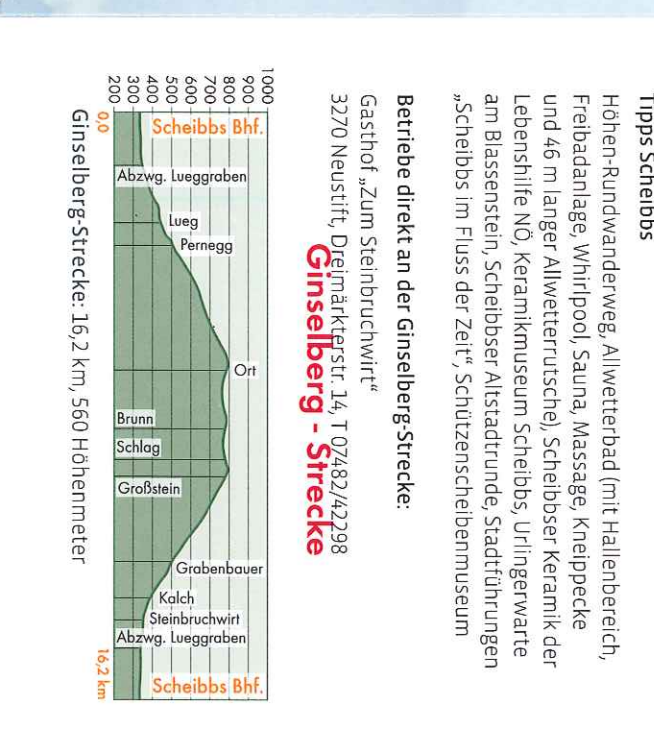 Tipps Scheibbs
Höhen-Rundwanderweg, Allwetterbad (mit Hallenbereich,
Freibadanlage, Whirlpool, Sauna, Massage, Kneippecke
und 46 m langer Allwetterrutsche), Scheibbser Keramik der
Lebenshilfe NÖ, Keramikmuseum Scheibbs, Urlingerwarte
am Blassenstein, Scheibbser Altstadtrunde, Stadtführungen
„Scheibbs im Fluss der Zeit“, Schützenscheibenmuseum
Betriebe direkt an der Ginselberg-Strecke:
Gasthof „Zum Steinbruchwirt“
3270 Neustift, Dreimärkterstr. 14, T 07482/42298
Ginselberg - Strecke
1000
900
800
700
600
500
400
300
200
Scheibbs Bhf.
Abzwg. Lueggraben
Lueg
Pernegg
Ort
Brunn
Schlag
Großstein
Grabenbauer
Kalch
Steinbruchwirt
Abzwg. Lueggraben
Scheibbs Bhf.
0,0
16,2 km
Ginselberg-Strecke: 16,2 km, 560 Höhenmeter